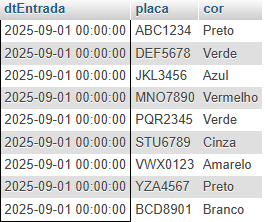 dtEntrada placa cor
2025-09-01 00:00:00 ABC1234 Preto
2025-09-01 00:00:00 DEF5678 Verde
2025-09-01 00:00:00 JKL3456 Azul
2025-09-01 00:00:00 MNO7890 Vermelho
2025-09-01 00:00:00 PQR2345 Verde
2025-09-01 00:00:00 STU6789 Cinza
2025-09-01 00:00:00 VWX0123 Amarelo
2025-09-01 00:00:00 YZA4567 Preto
2025-09-01 00:00:00 BCD8901 Branco